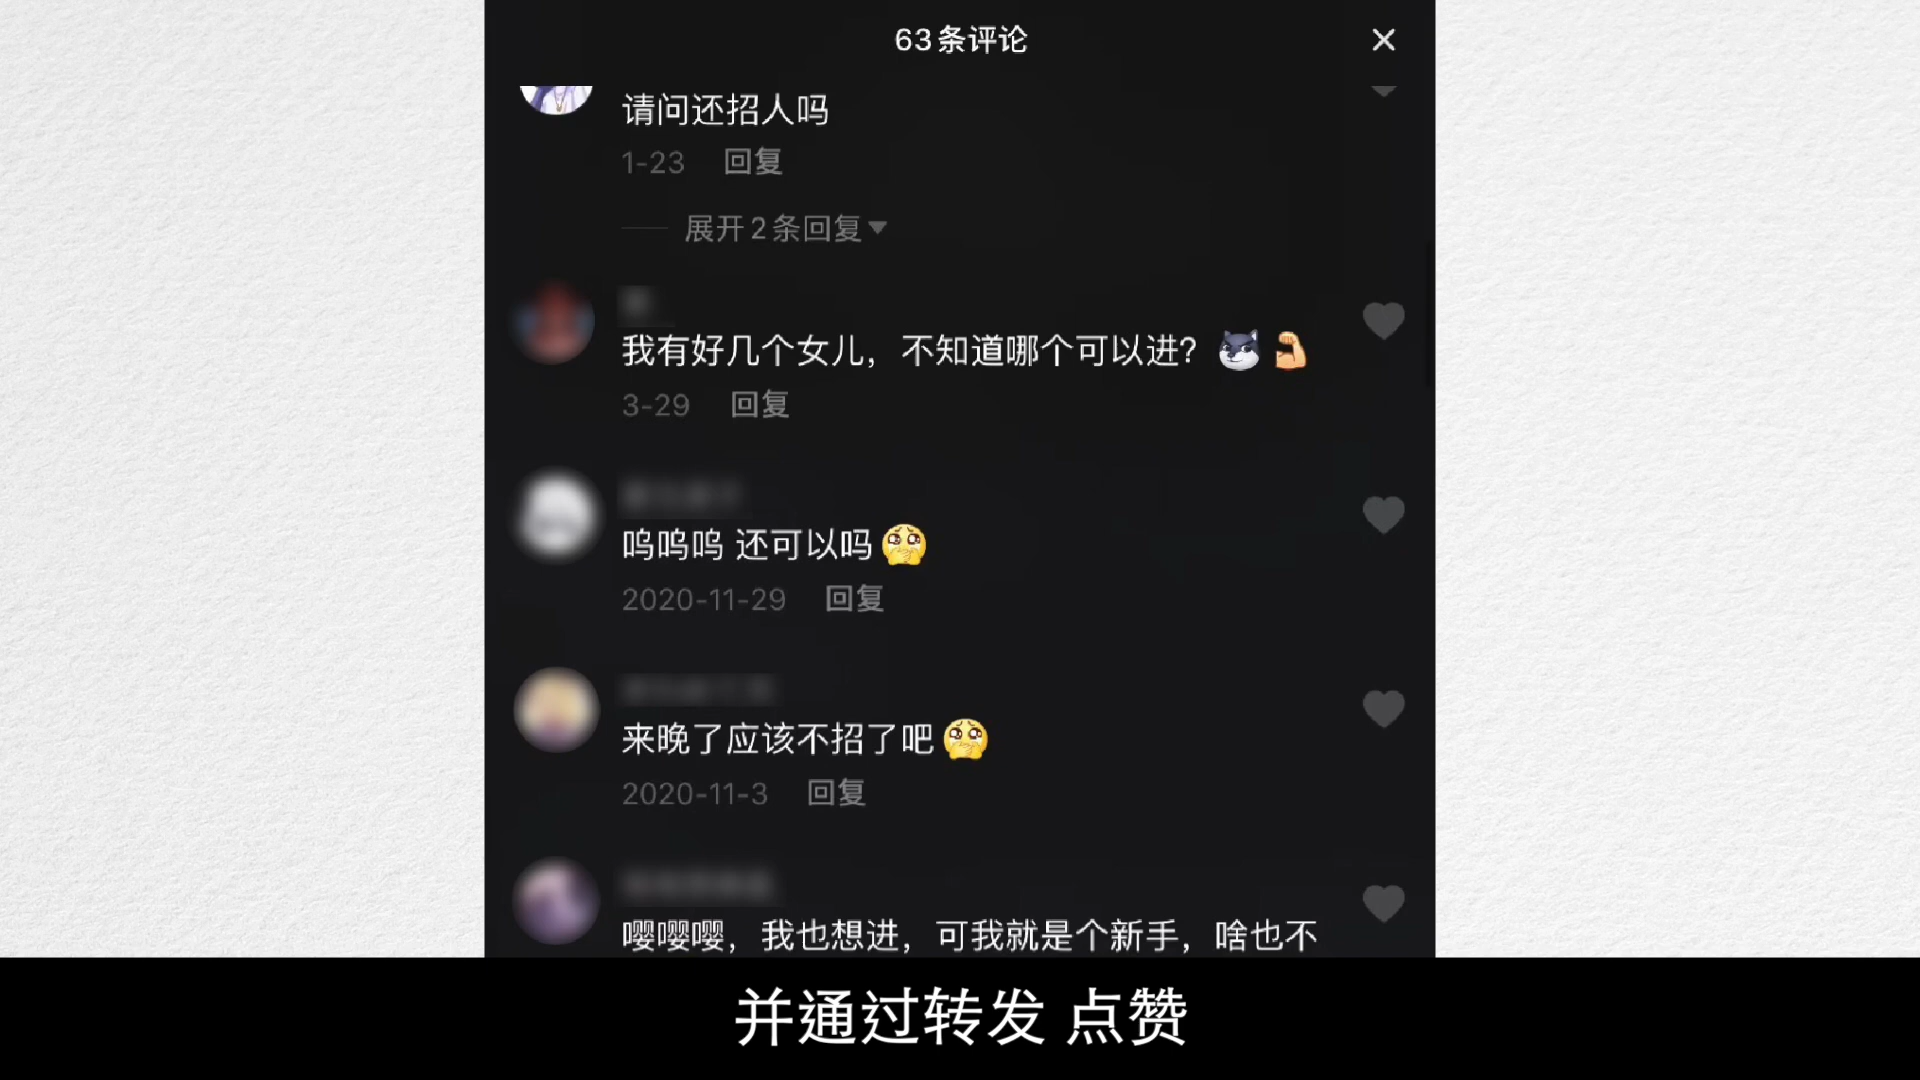 63条评论
请问还招人吗
1-23 回复
展开2条回复
我有好几个女儿，不知道哪个可以进？
3-29 回复
呜呜呜 还可以吗
2020-11-29 回复
来晚了应该不招了吧
2020-11-3 回复
嘤嘤嘤，我也想进，可我就是个新手，啥也不
并通过转发 点赞